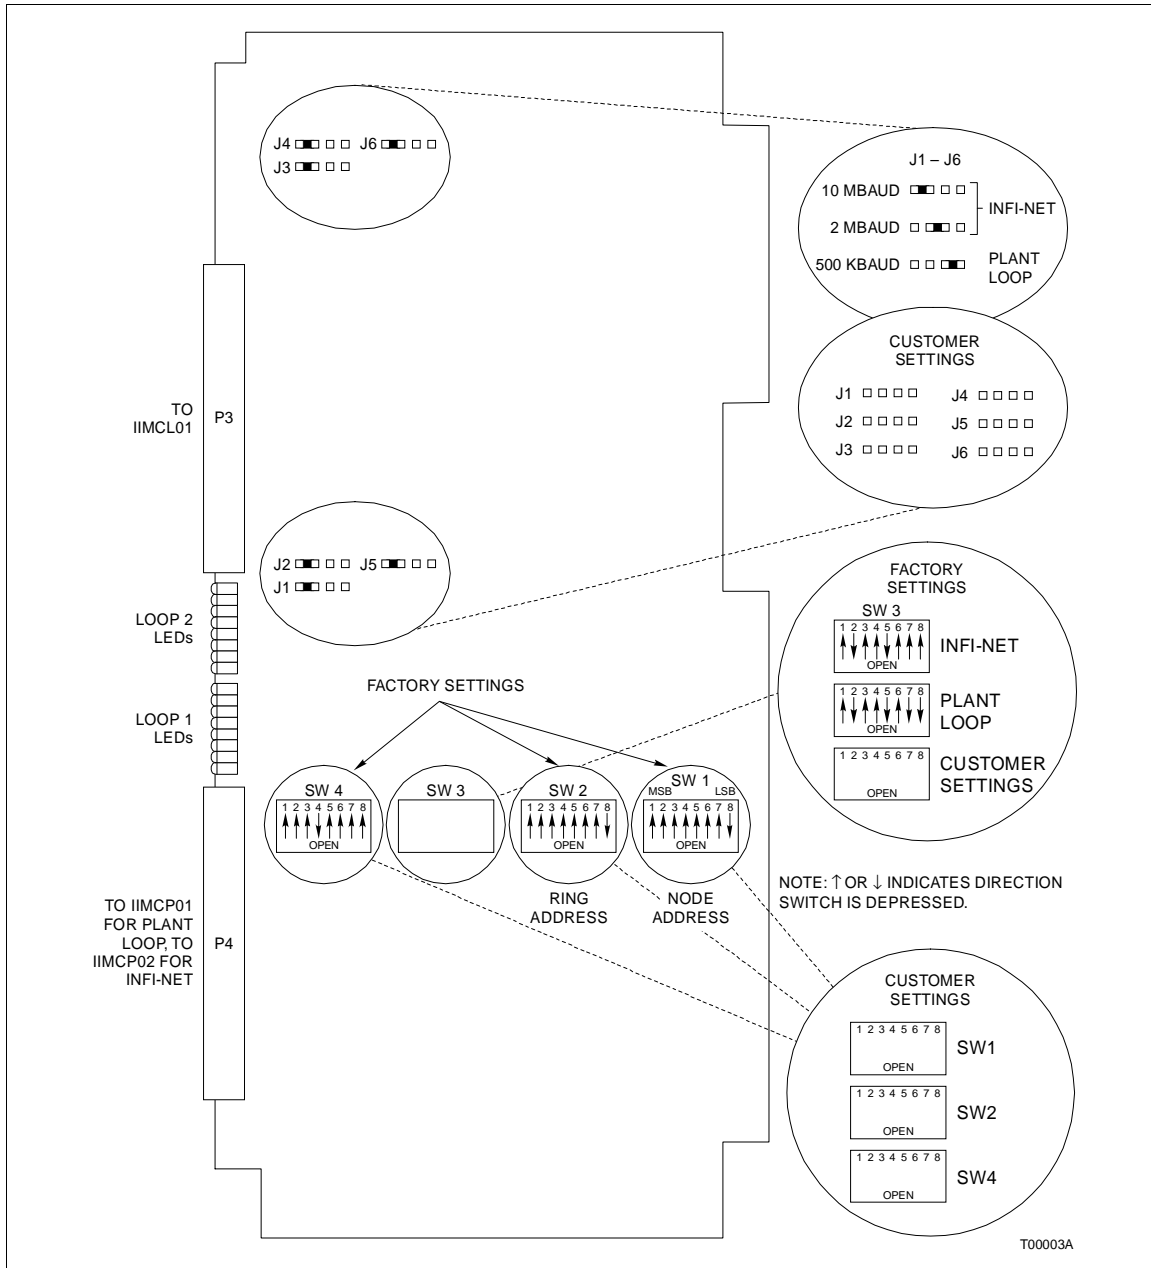 J4 J6
J3
J1 – J6
10 MBAUD
INFI-NET
2 MBAUD
500 KBAUD
PLANT
LOOP
CUSTOMER
SETTINGS
J1 J4
J2 J5
J3 J6
TO
IIMCL01
P3
J2 J5
J1
LOOP 2
LEDs
LOOP 1
LEDs
FACTORY
SETTINGS
SW 3
1 2 3 4 5 6 7 8
OPEN
INFI-NET
1 2 3 4 5 6 7 8
OPEN
PLANT
LOOP
1 2 3 4 5 6 7 8
OPEN
CUSTOMER
SETTINGS
FACTORY SETTINGS
SW 4
1 2 3 4 5 6 7 8
OPEN
SW 3
SW 2
1 2 3 4 5 6 7 8
OPEN
RING
ADDRESS
SW 1
MSB LSB
1 2 3 4 5 6 7 8
OPEN
NODE
ADDRESS
NOTE: ↑ OR ↓ INDICATES DIRECTION
SWITCH IS DEPRESSED.
TO IIMCP01
FOR PLANT
LOOP, TO
IIMCP02 FOR
INFI-NET
P4
CUSTOMER
SETTINGS
1 2 3 4 5 6 7 8
OPEN
SW1
1 2 3 4 5 6 7 8
OPEN
SW2
1 2 3 4 5 6 7 8
OPEN
SW4
T00003A